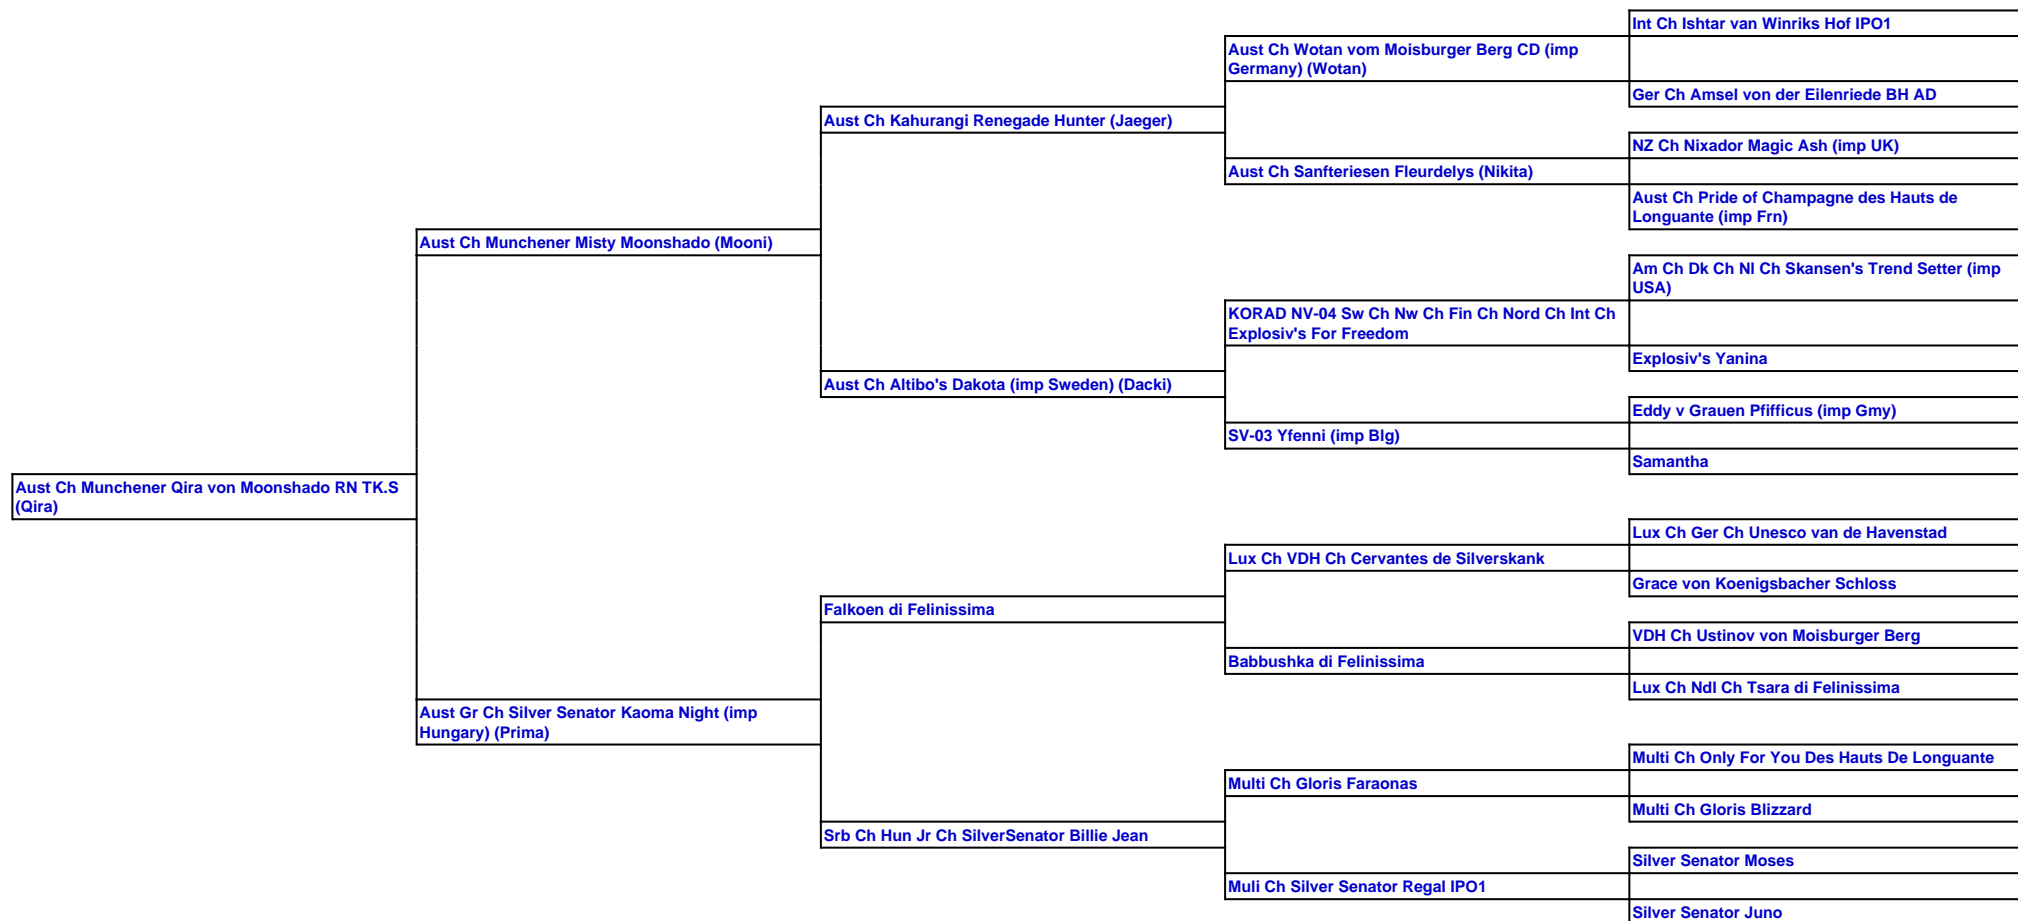 Int Ch Ishtar van Winriks Hof IPO1
Aust Ch Wotan vom Moisburger Berg CD (imp
Germany) (Wotan)
Ger Ch Amsel von der Eilenriede BH AD
Aust Ch Kahurangi Renegade Hunter (Jaeger)
NZ Ch Nixador Magic Ash (imp UK)
Aust Ch Sanfteriesen Fleurdelys (Nikita)
Aust Ch Pride of Champagne des Hauts de
Longuante (imp Frn)
Aust Ch Munchener Misty Moonshado (Mooni)
Am Ch Dk Ch Nl Ch Skansen's Trend Setter (imp
USA)
KORAD NV-04 Sw Ch Nw Ch Fin Ch Nord Ch Int Ch
Explosiv's For Freedom
Explosiv's Yanina
Aust Ch Altibo's Dakota (imp Sweden) (Dacki)
Eddy v Grauen Pfifficus (imp Gmy)
SV-03 Yfenni (imp Blg)
Samantha
Aust Ch Munchener Qira von Moonshado RN TK.S
(Qira)
Lux Ch Ger Ch Unesco van de Havenstad
Lux Ch VDH Ch Cervantes de Silverskank
Grace von Koenigsbacher Schloss
Falkoen di Felinissima
VDH Ch Ustinov von Moisburger Berg
Babbushka di Felinissima
Lux Ch Ndl Ch Tsara di Felinissima
Aust Gr Ch Silver Senator Kaoma Night (imp
Hungary) (Prima)
Multi Ch Only For You Des Hauts De Longuante
Multi Ch Gloris Faraonas
Multi Ch Gloris Blizzard
Srb Ch Hun Jr Ch SilverSenator Billie Jean
Silver Senator Moses
Muli Ch Silver Senator Regal IPO1
Silver Senator Juno